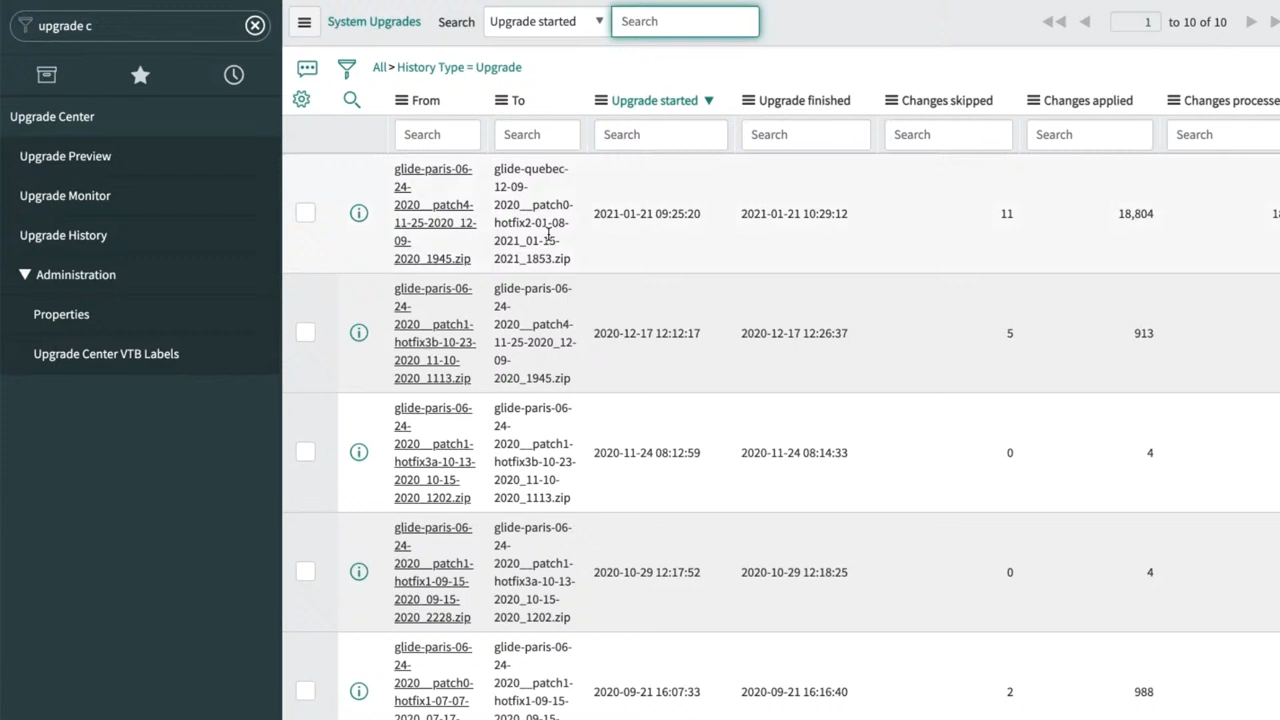 upgrade c
System Upgrades
Search
Upgrade started
Search
1
to 10 of 10
All > History Type = Upgrade
From
To
Upgrade started
Upgrade finished
Changes skipped
Changes applied
Changes processe
Search
Search
Search
Search
Search
Search
Search
Upgrade Center
Upgrade Preview
Upgrade Monitor
Upgrade History
Administration
Properties
Upgrade Center VTB Labels
glide-paris-06-
24-
2020__patch4-
11-25-2020_12-
09-
2020_1945.zip
glide-quebec-
12-09-
2020__patch0-
hotfix2-01-08-
2021_01-15-
2021_1853.zip
2021-01-21 09:25:20
2021-01-21 10:29:12
11
18,804
glide-paris-06-
24-
2020__patch1-
hotfix3b-10-23-
2020_11-10-
2020_1113.zip
glide-paris-06-
24-
2020__patch4-
11-25-2020_12-
09-
2020_1945.zip
2020-12-17 12:12:17
2020-12-17 12:26:37
5
913
glide-paris-06-
24-
2020__patch1-
hotfix3a-10-13-
2020_10-15-
2020_1202.zip
glide-paris-06-
24-
2020__patch1-
hotfix3b-10-23-
2020_11-10-
2020_1113.zip
2020-11-24 08:12:59
2020-11-24 08:14:33
0
4
glide-paris-06-
24-
2020__patch1-
hotfix1-09-15-
2020_09-15-
2020_2228.zip
glide-paris-06-
24-
2020__patch1-
hotfix3a-10-13-
2020_10-15-
2020_1202.zip
2020-10-29 12:17:52
2020-10-29 12:18:25
0
4
glide-paris-06-
24-
2020__patch0-
hotfix1-07-07-
2020_07-17-
glide-paris-06-
24-
2020__patch1-
hotfix1-09-15-
2020_09-15-
2020-09-21 16:07:33
2020-09-21 16:16:40
2
988